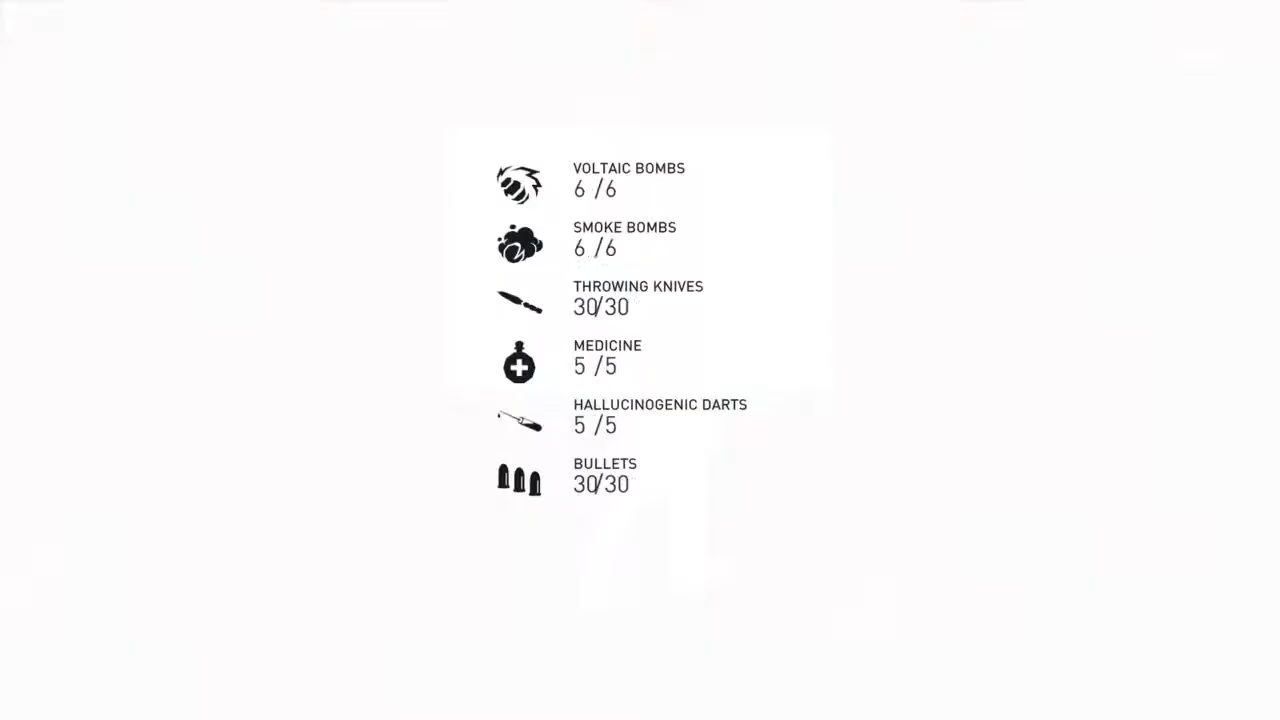 VOLTAIC BOMBS
6 /6
SMOKE BOMBS
6 /6
THROWING KNIVES
30/30
MEDICINE
5 /5
HALLUCINOGENIC DARTS
5 /5
BULLETS
30/30